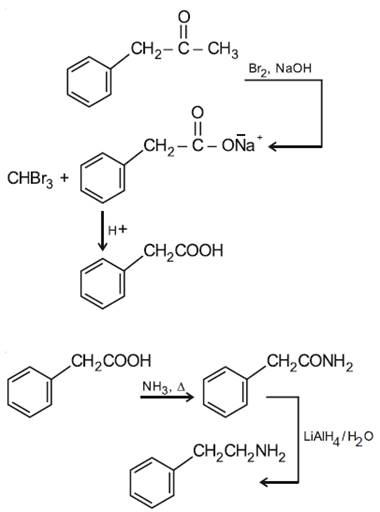 O
CH₂–C–CH₃
Br₂, NaOH
O
CH₂–C–ONa⁺
CHBr₃ +
H+
CH₂COOH
CH₂COOH
NH₃, Δ
CH₂CONH₂
LiAlH₄/H₂O
CH₂CH₂NH₂